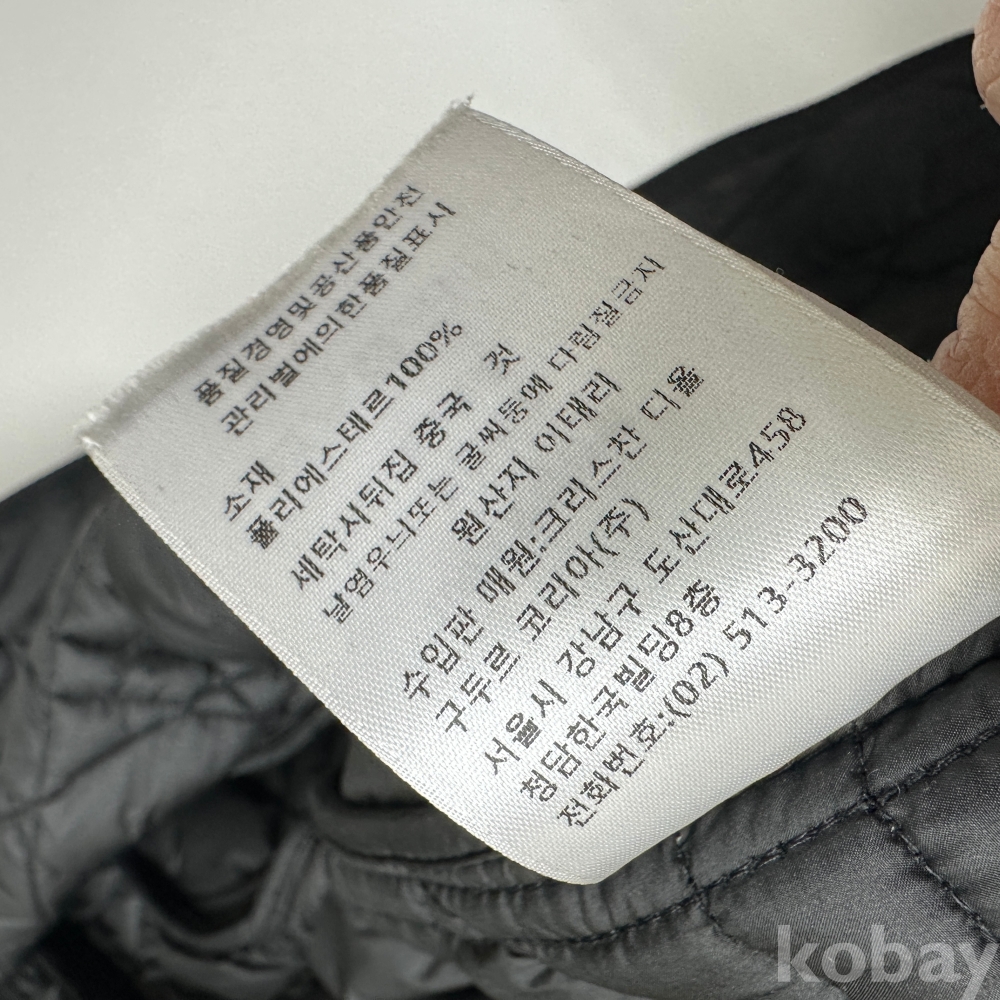 품질경영및공산품안전
관리법에의한품질표시
소재
폴리에스테르100%
세탁시뒤집 중국 것
날염우늬또는 글씨등에 다림질금지
원산지 이태리
수입판 매원:크리스찬 디올
구두르 코리아(주)
서울시 강남구 도산대로458
청담한국빌딩8층
전화번호:(02) 513-3200
kobay